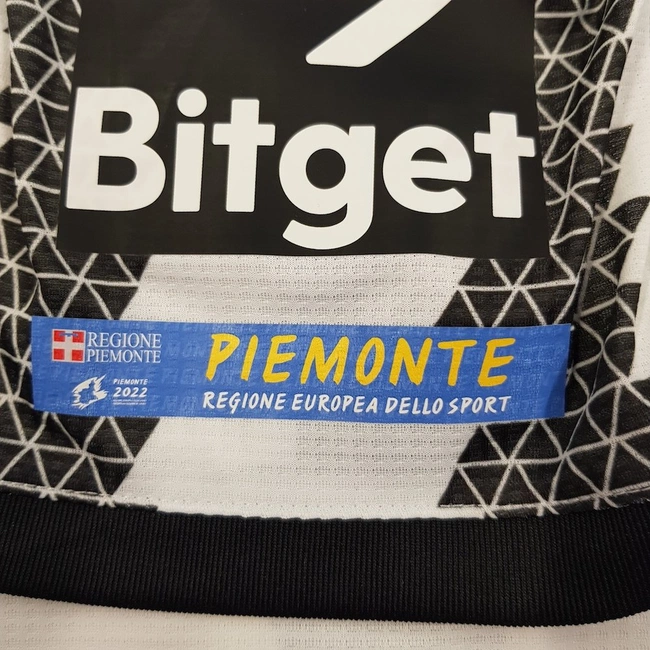 Bitget
REGIONE
PIEMONTE
PIEMONTE
2022
PIEMONTE
REGIONE EUROPEA DELLO SPORT